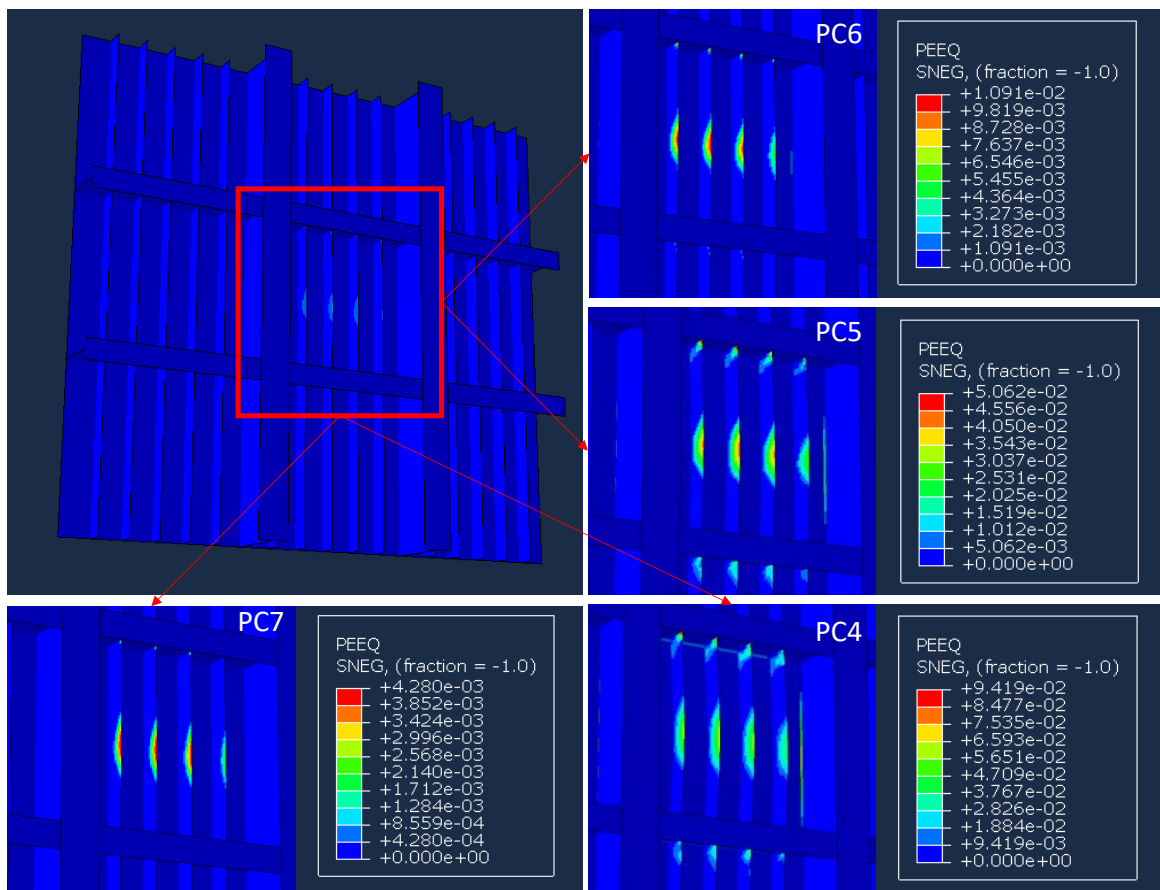 PC6
PEEQ
SNEG, (fraction = -1.0)
+1.091e-02
+9.819e-03
+8.728e-03
+7.637e-03
+6.546e-03
+5.455e-03
+4.364e-03
+3.273e-03
+2.182e-03
+1.091e-03
+0.000e+00
PC5
PEEQ
SNEG, (fraction = -1.0)
+5.062e-02
+4.556e-02
+4.050e-02
+3.543e-02
+3.037e-02
+2.531e-02
+2.025e-02
+1.519e-02
+1.012e-02
+5.062e-03
+0.000e+00
PC7
PEEQ
SNEG, (fraction = -1.0)
+4.280e-03
+3.852e-03
+3.424e-03
+2.996e-03
+2.568e-03
+2.140e-03
+1.712e-03
+1.284e-03
+8.559e-04
+4.280e-04
+0.000e+00
PC4
PEEQ
SNEG, (fraction = -1.0)
+9.419e-02
+8.477e-02
+7.535e-02
+6.593e-02
+5.651e-02
+4.709e-02
+3.767e-02
+2.826e-02
+1.884e-02
+9.419e-03
+0.000e+00